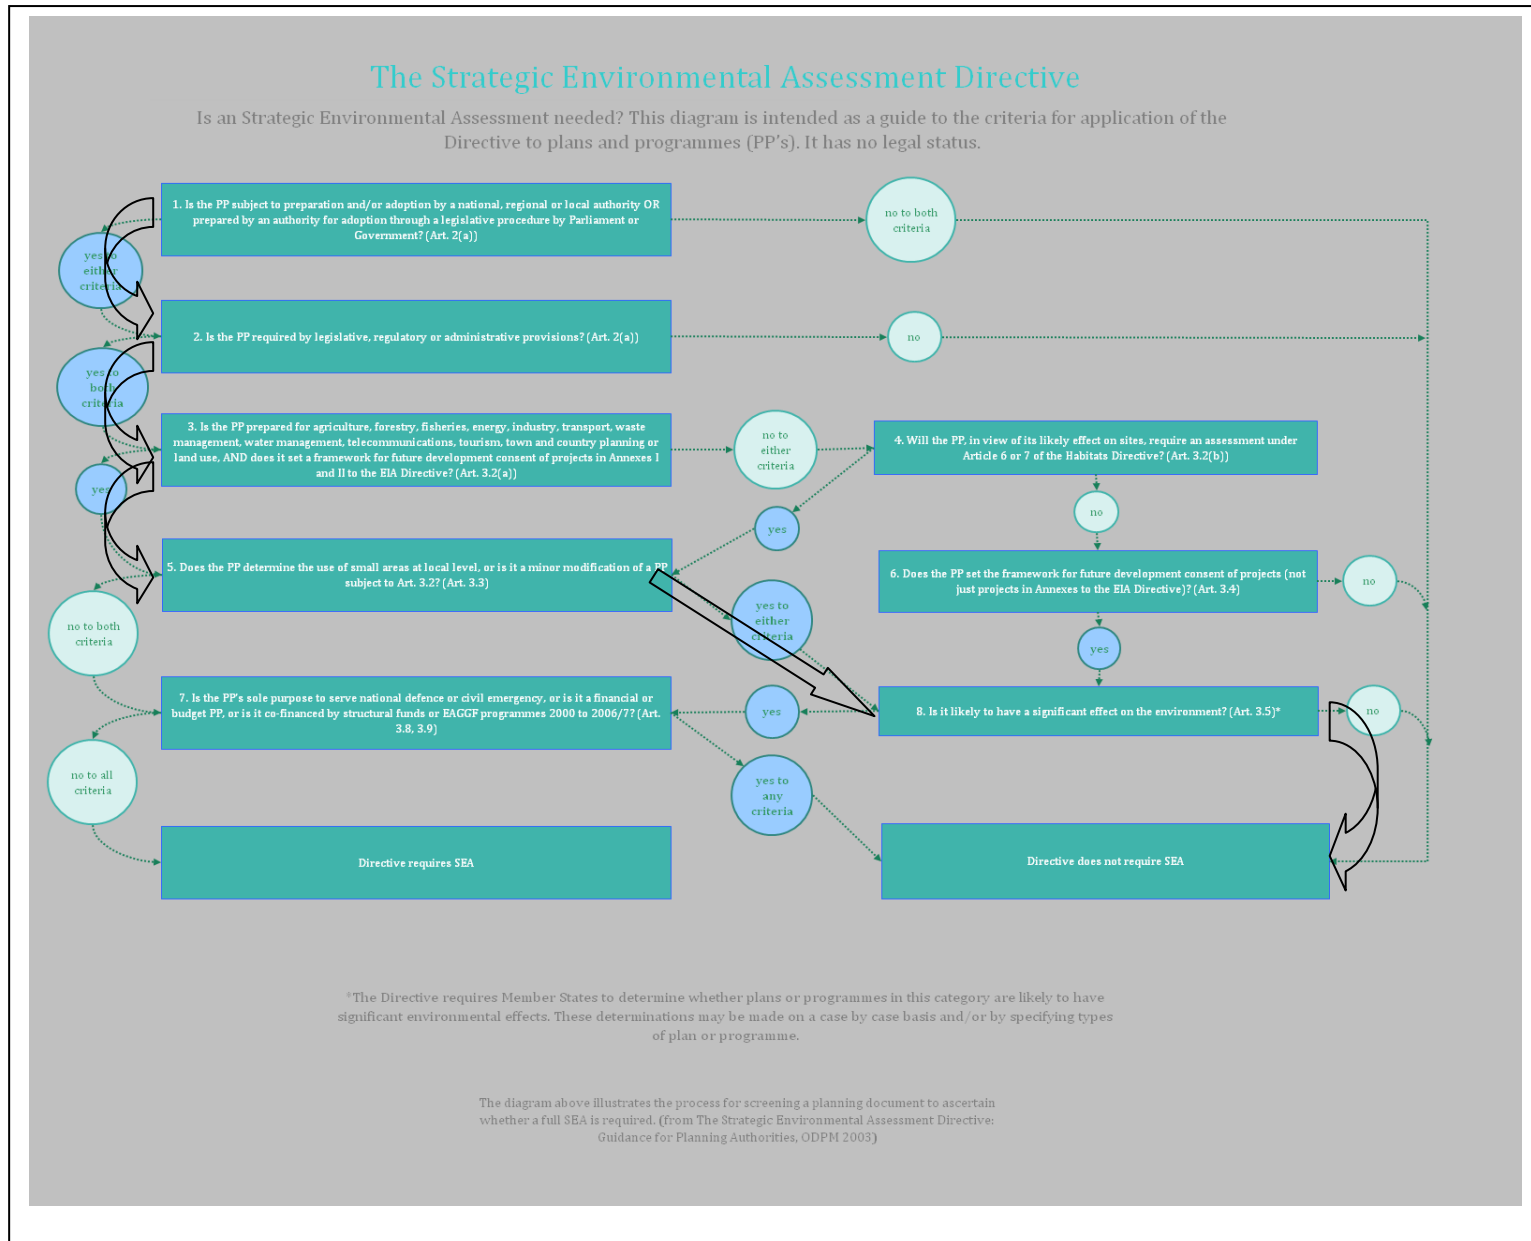 The Strategic Environmental Assessment Directive
Is an Strategic Environmental Assessment needed? This diagram is intended as a guide to the criteria for application of the
Directive to plans and programmes (PP's). It has no legal status.
1. Is the PP subject to preparation and/or adoption by a national, regional or local authority OR
prepared by an authority for adoption through a legislative procedure by Parliament or
Government? (Art. 2(a))
no to both
criteria
yes to
either
criteria
2. Is the PP required by legislative, regulatory or administrative provisions? (Art. 2(a))
no
yes to
both
criteria
3. Is the PP prepared for agriculture, forestry, fisheries, energy, industry, transport, waste
management, water management, telecommunications, tourism, town and country planning or
land use, AND does it set a framework for future development consent of projects in Annexes I
and II to the EIA Directive? (Art. 3.2(a))
no to
either
criteria
4. Will the PP, in view of its likely effect on sites, require an assessment under
Article 6 or 7 of the Habitats Directive? (Art. 3.2(b))
yes
no
yes
5. Does the PP determine the use of small areas at local level, or is it a minor modification of a PP
subject to Art. 3.2? (Art. 3.3)
6. Does the PP set the framework for future development consent of projects (not
just projects in Annexes to the EIA Directive)? (Art. 3.4)
no
no to both
criteria
yes to
either
criteria
yes
7. Is the PP's sole purpose to serve national defence or civil emergency, or is it a financial or
budget PP, or is it co-financed by structural funds or EAGGF programmes 2000 to 2006/7? (Art.
3.8, 3.9)
yes
8. Is it likely to have a significant effect on the environment? (Art. 3.5)*
no
no to all
criteria
yes to
any
criteria
Directive requires SEA
Directive does not require SEA
*The Directive requires Member States to determine whether plans or programmes in this category are likely to have
significant environmental effects. These determinations may be made on a case by case basis and/or by specifying types
of plan or programme.
The diagram above illustrates the process for screening a planning document to ascertain
whether a full SEA is required. (from The Strategic Environmental Assessment Directive:
Guidance for Planning Authorities, ODPM 2003)